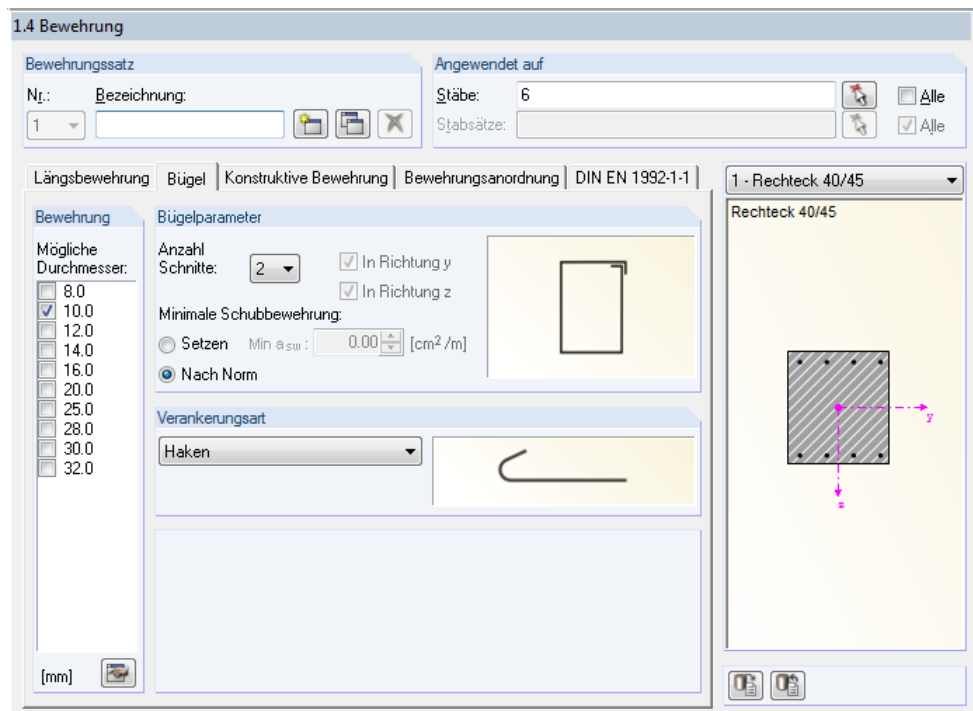 1.4 Bewehrung
Bewehrungssatz
Nr.:
Bezeichnung:
1
Angewendet auf
Stäbe:
6
Alle
Stabsätze:
Alle
Längsbewehrung
Bügel
Konstruktive Bewehrung
Bewehrungsanordnung
DIN EN 1992-1-1
Bewehrung
Mögliche
Durchmesser:
8.0
10.0
12.0
14.0
16.0
20.0
25.0
28.0
30.0
32.0
[mm]
Bügelparameter
Anzahl
Schnitte:
2
In Richtung y
In Richtung z
Minimale Schubbewehrung:
Setzen
Min asw :
0.00
[cm²/m]
Nach Norm
Verankerungsart
Haken
1 - Rechteck 40/45
Rechteck 40/45
y
z